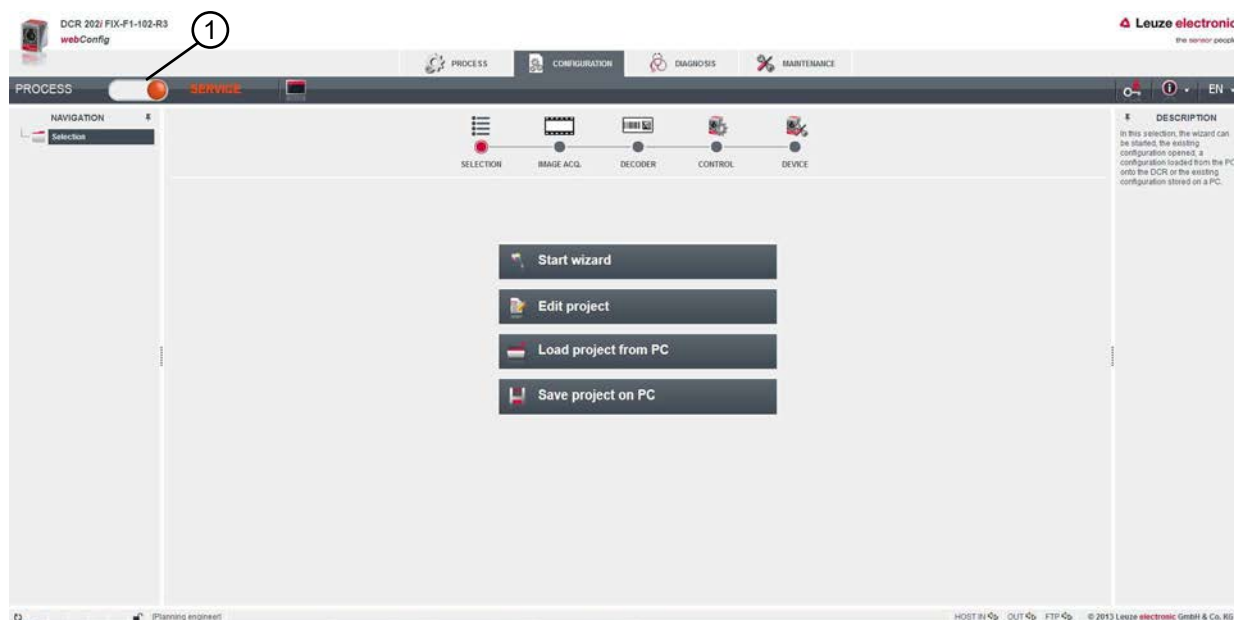 DCR 202i FIX-F1-102-R3
webConfig
1
Leuze electronic
the sensor people
PROCESS
CONFIGURATION
DIAGNOSIS
MAINTENANCE
PROCESS
SERVICE
EN
NAVIGATION
Selection
SELECTION
IMAGE ACQ.
DECODER
CONTROL
DEVICE
DESCRIPTION
In this selection, the wizard can
be started, the existing
configuration opened, a
configuration loaded from the PC
onto the DCR or the existing
configuration stored on a PC.
Start wizard
Edit project
Load project from PC
Save project on PC
[Planning engineer]
HOST IN OUT FTP © 2013 Leuze electronic GmbH & Co. KG